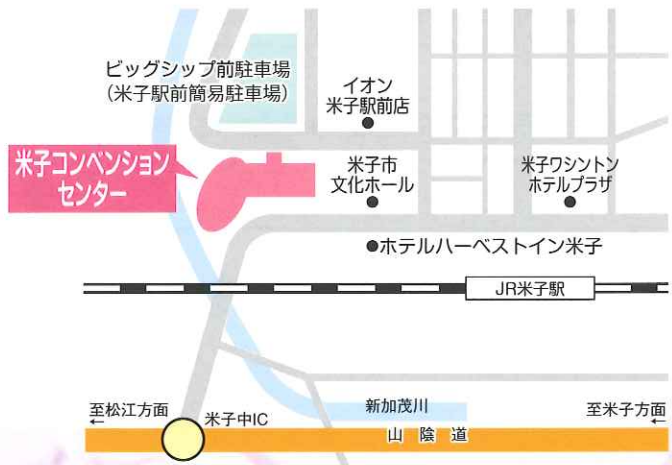 ビッグシップ前駐車場
（米子駅前簡易駐車場）
イオン
米子駅前店
米子コンベンション
センター
米子市
文化ホール
米子ワシントン
ホテルプラザ
ホテルハーベストイン米子
JR米子駅
至松江方面
←
米子中IC
新加茂川
至米子方面
←
山陰道